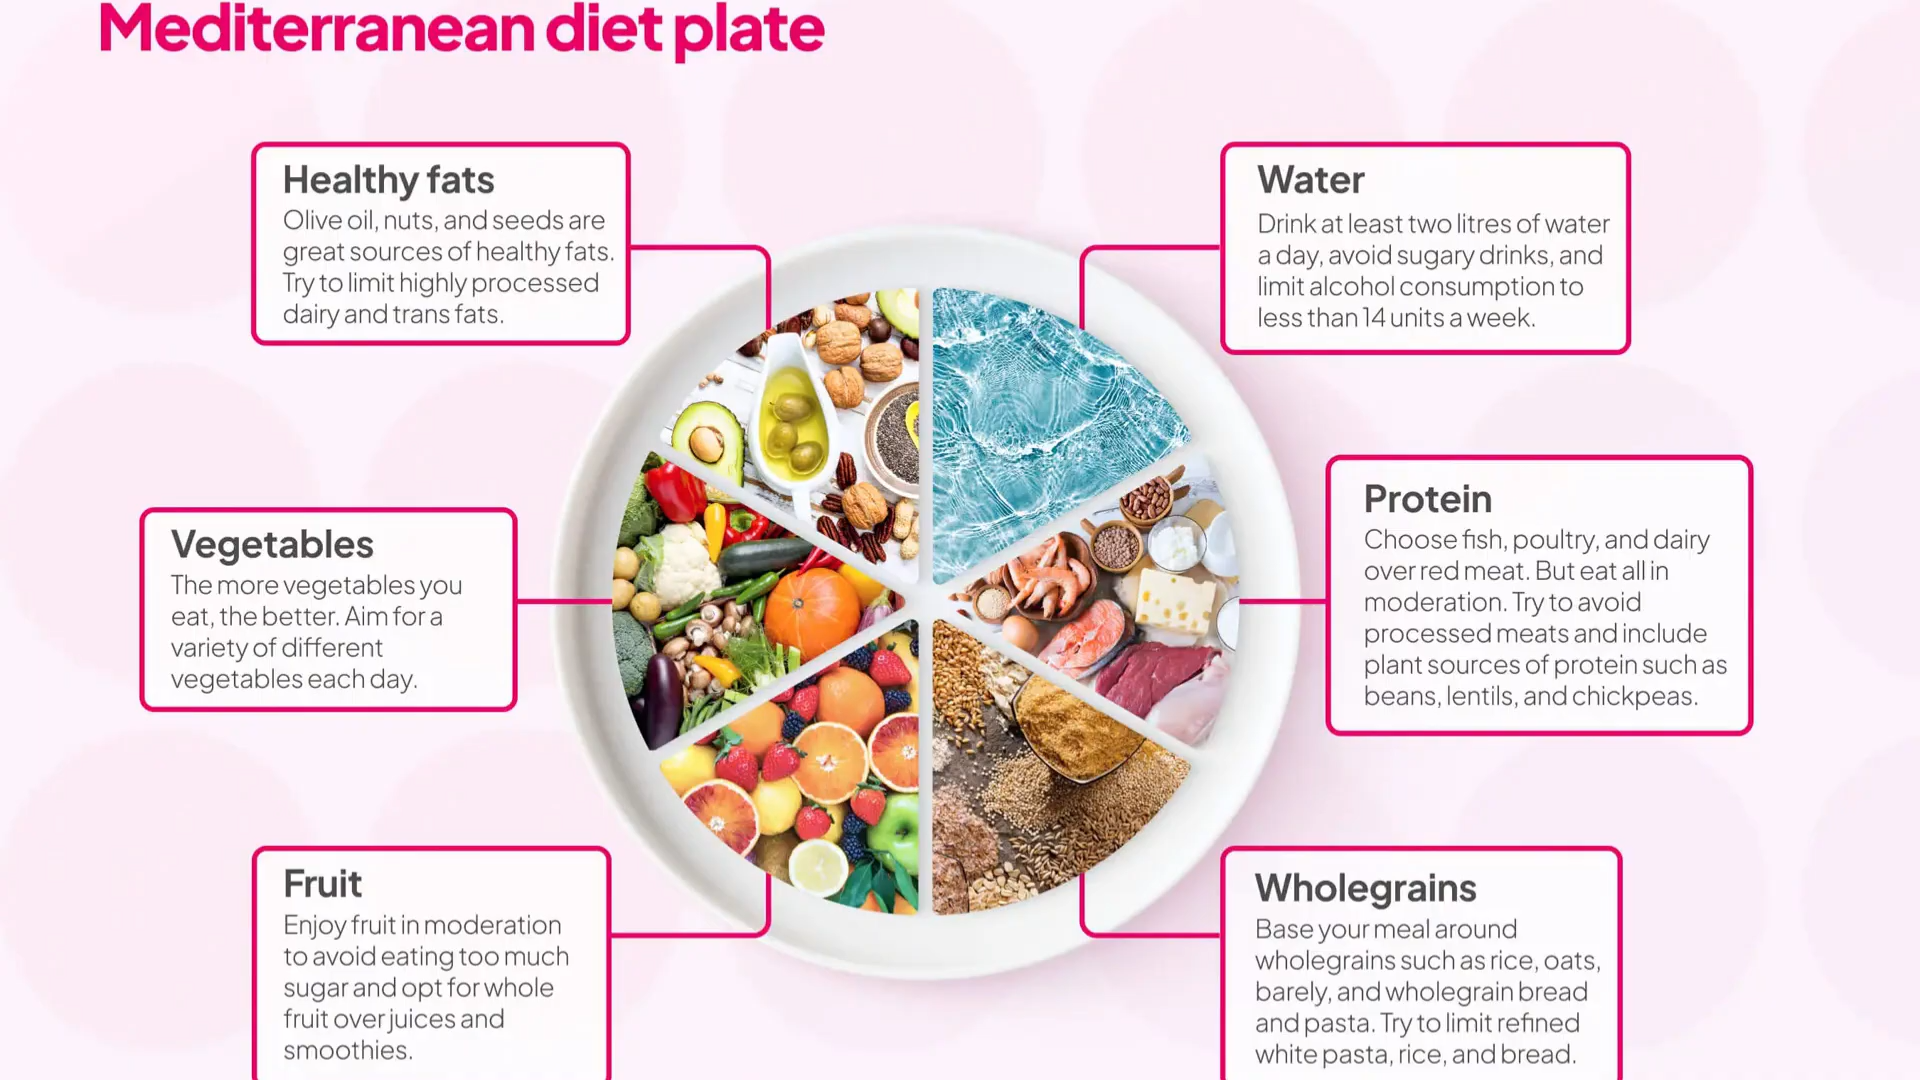 Mediterranean diet plate
Healthy fats
Olive oil, nuts, and seeds are
great sources of healthy fats.
Try to limit highly processed
dairy and trans fats.
Water
Drink at least two litres of water
a day, avoid sugary drinks, and
limit alcohol consumption to
less than 14 units a week.
Vegetables
The more vegetables you
eat, the better. Aim for a
variety of different
vegetables each day.
Protein
Choose fish, poultry, and dairy
over red meat. But eat all in
moderation. Try to avoid
processed meats and include
plant sources of protein such as
beans, lentils, and chickpeas.
Fruit
Enjoy fruit in moderation
to avoid eating too much
sugar and opt for whole
fruit over juices and
smoothies.
Wholegrains
Base your meal around
wholegrains such as rice, oats,
barely, and wholegrain bread
and pasta. Try to limit refined
white pasta, rice, and bread.